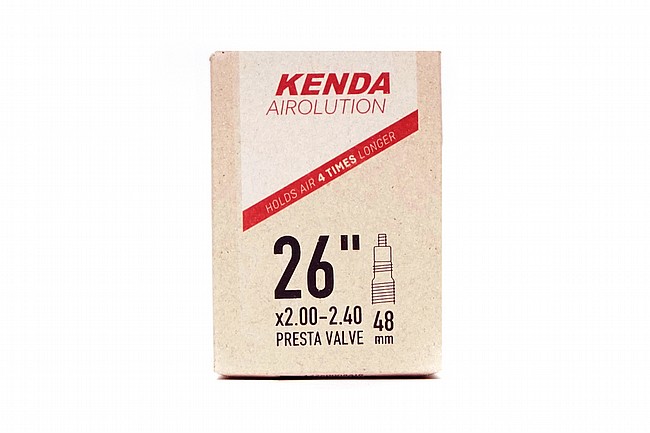 KENDA
AIROLUTION
HOLDS AIR 4 TIMES LONGER
26"
x2.00-2.40 48
PRESTA VALVE mm